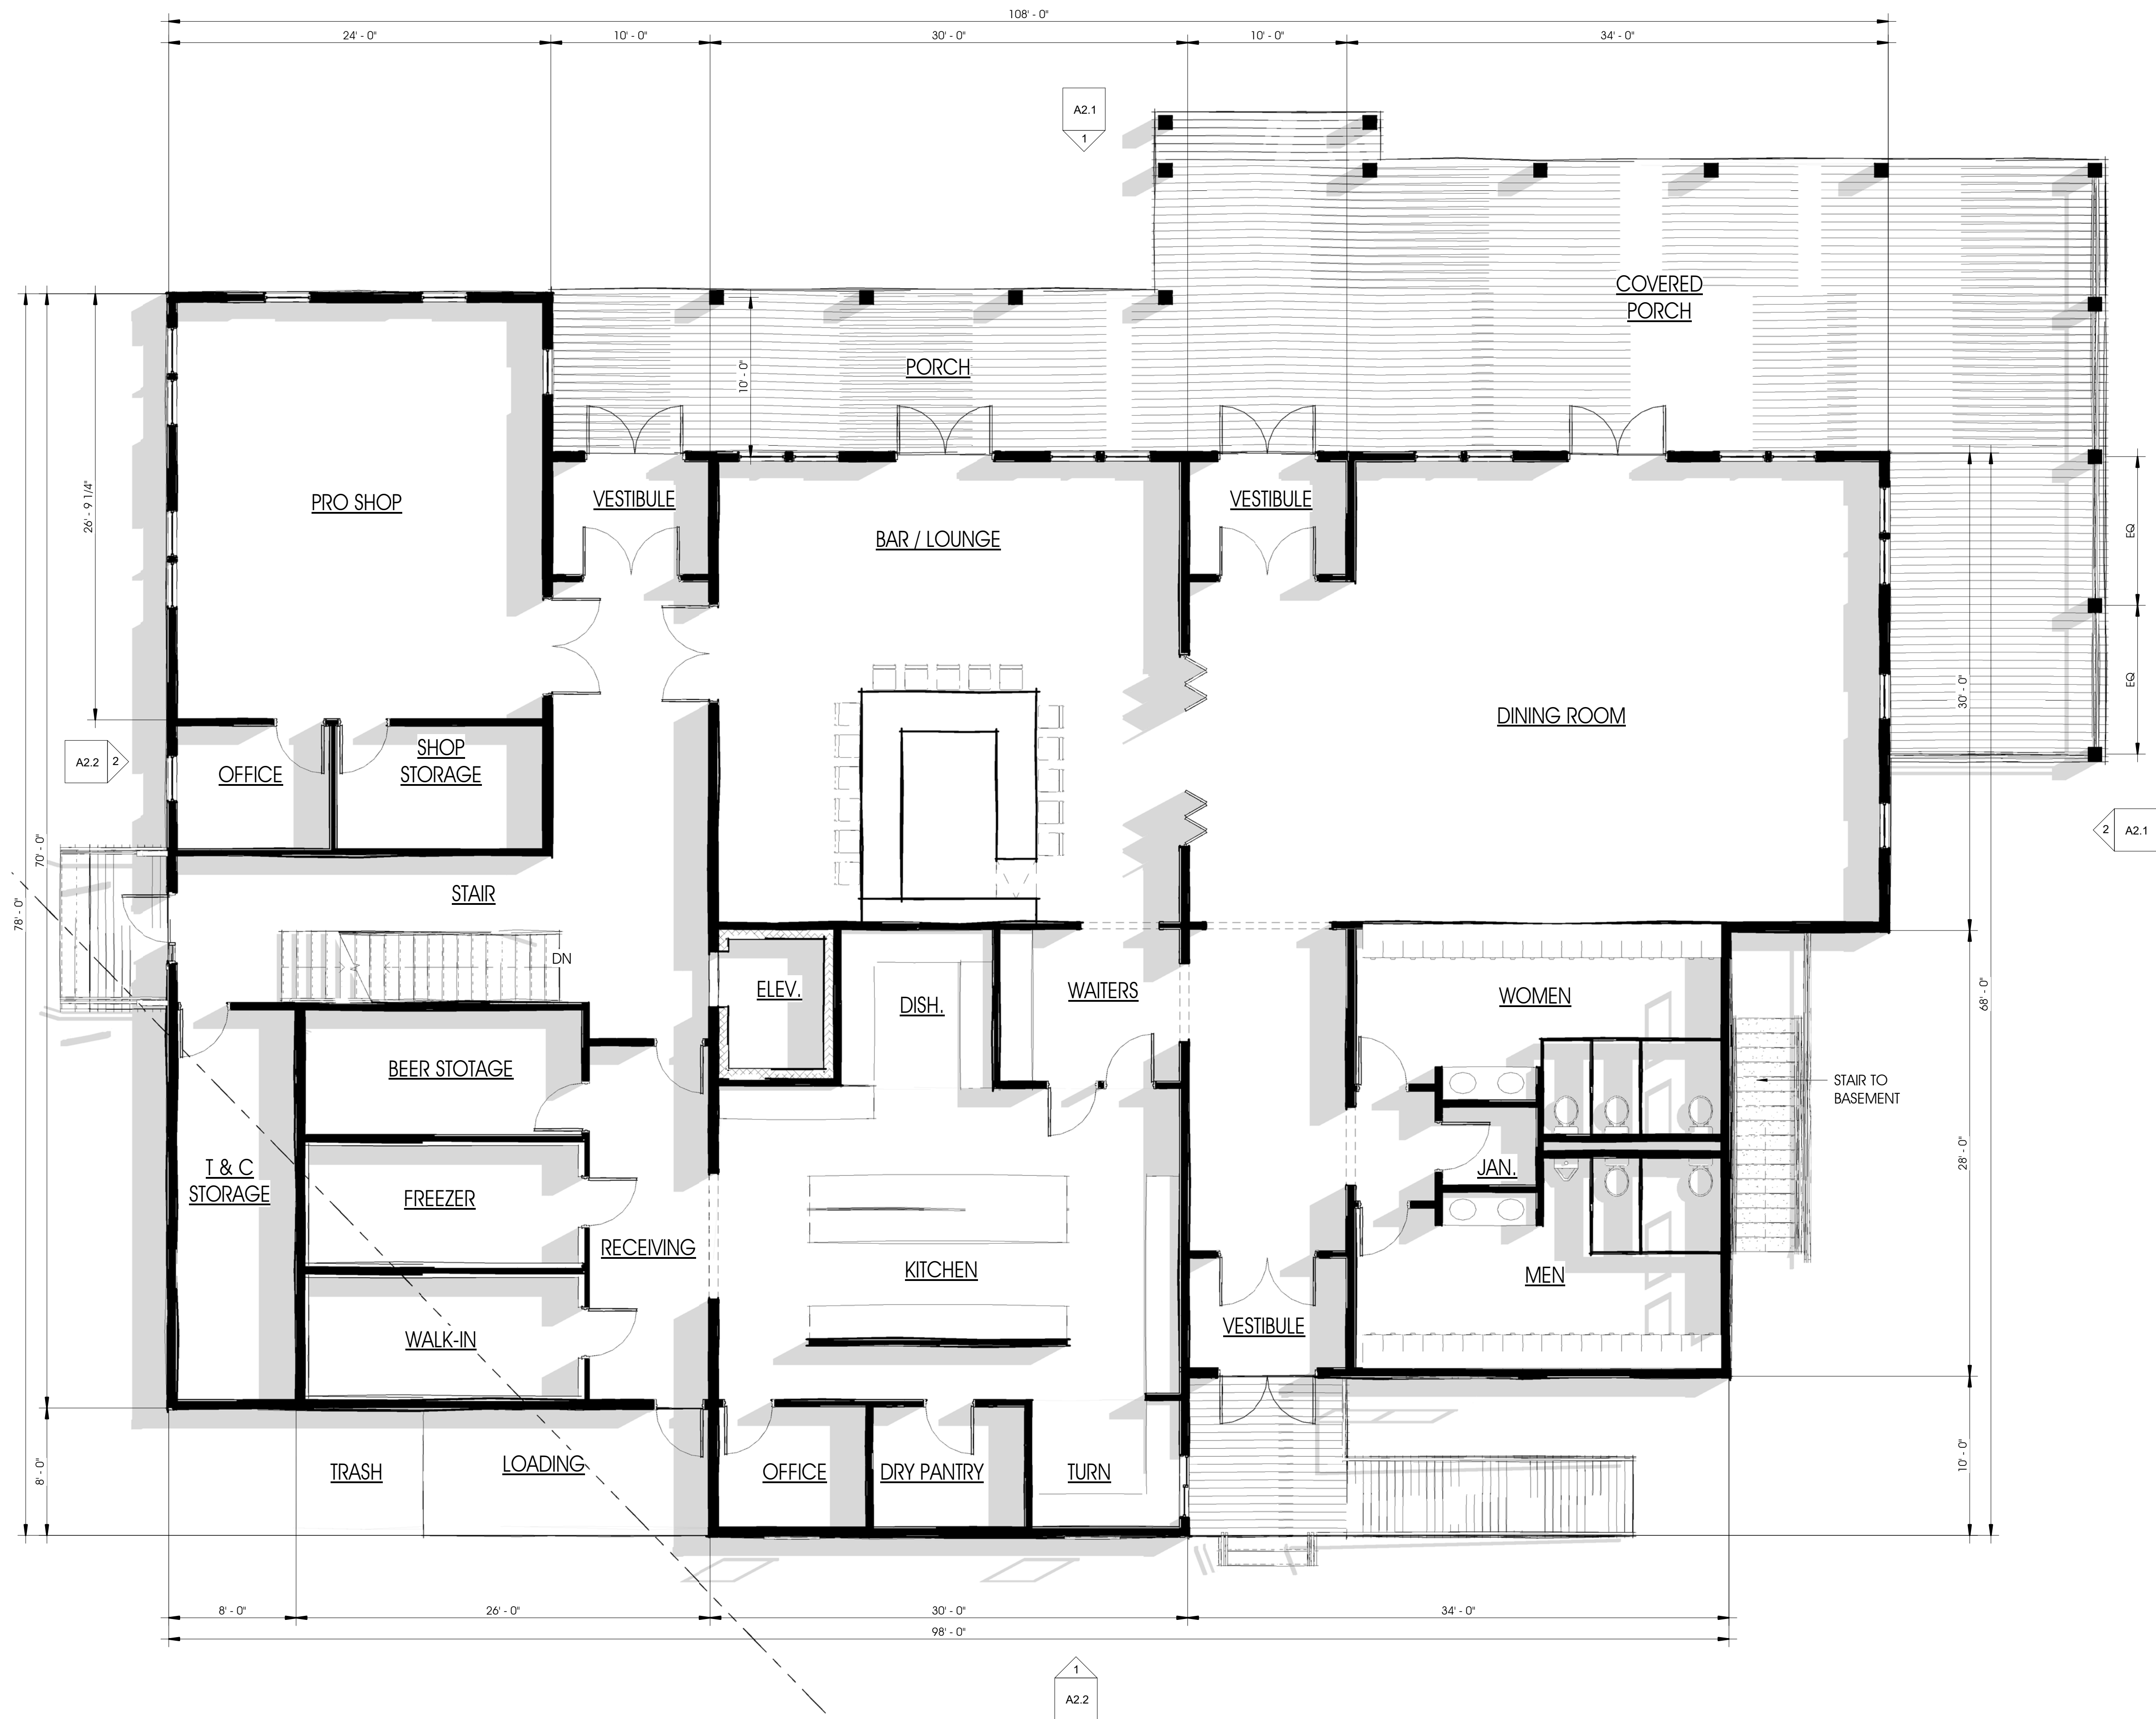 108' - 0"
24' - 0"
10' - 0"
30' - 0"
10' - 0"
34' - 0"
A2.1
1
COVERED
PORCH
PORCH
10' - 0"
26' - 9 1/4"
PRO SHOP
VESTIBULE
VESTIBULE
BAR / LOUNGE
EQ
EQ
30' - 0"
DINING ROOM
A2.2
2
OFFICE
SHOP
STORAGE
2
A2.1
70' - 0"
78' - 0"
STAIR
DN
ELEV.
DISH.
WAITERS
WOMEN
68' - 0"
BEER STOTAGE
STAIR TO
BASEMENT
T & C
STORAGE
FREEZER
JAN.
28' - 0"
RECEIVING
KITCHEN
MEN
WALK-IN
VESTIBULE
8' - 0"
TRASH
LOADING
OFFICE
DRY PANTRY
TURN
10' - 0"
8' - 0"
26' - 0"
30' - 0"
34' - 0"
98' - 0"
1
A2.2